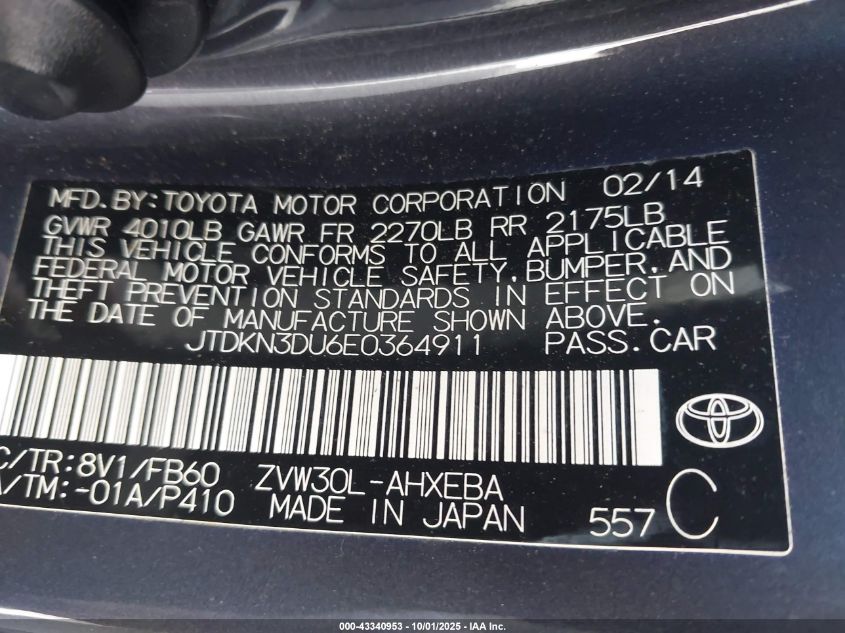 MFD. BY: TOYOTA MOTOR CORPORATION 02/14
GVWR 4010LB GAWR FR 2270LB RR 2175LB
THIS VEHICLE CONFORMS TO ALL APPLICABLE
FEDERAL MOTOR VEHICLE SAFETY, BUMPER, AND
THEFT PREVENTION STANDARDS IN EFFECT ON
THE DATE OF MANUFACTURE SHOWN ABOVE.
JTDKN3DU6E0364911 PASS. CAR
C/TR: 8V1/FB60 ZVW30L-AHXEBA
A/TM: -01A/P410 MADE IN JAPAN 557 C
000-43340953 - 10/01/2025 - IAA Inc.